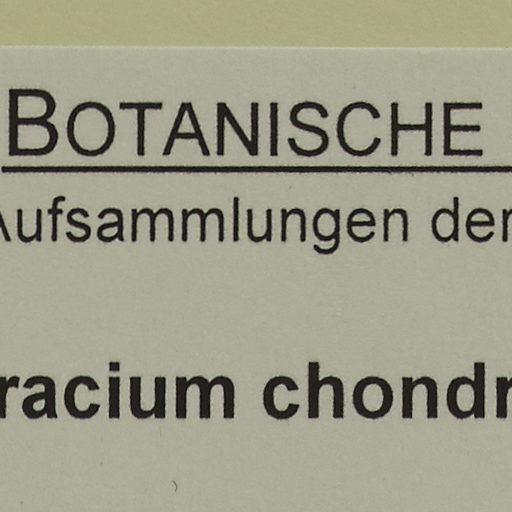 BOTANISCHE
Aufsammlungen der
racium chondr